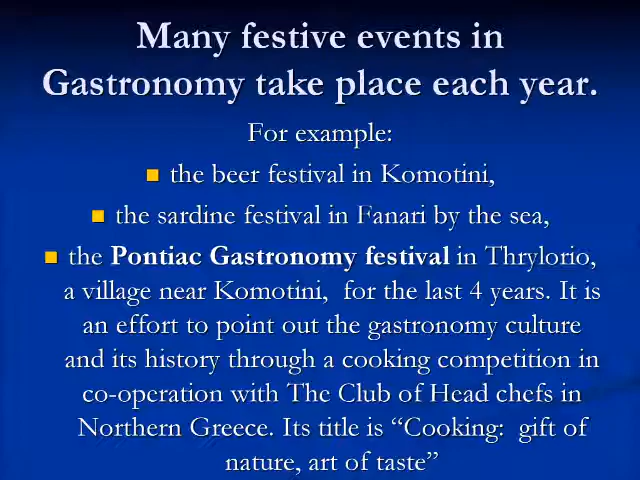 Many festive events in
Gastronomy take place each year.
For example:
the beer festival in Komotini,
the sardine festival in Fanari by the sea,
the Pontiac Gastronomy festival in Thrylorio,
a village near Komotini,  for the last 4 years. It is
an effort to point out the gastronomy culture
and its history through a cooking competition in
co-operation with The Club of Head chefs in
Northern Greece. Its title is “Cooking:  gift of
nature, art of taste”